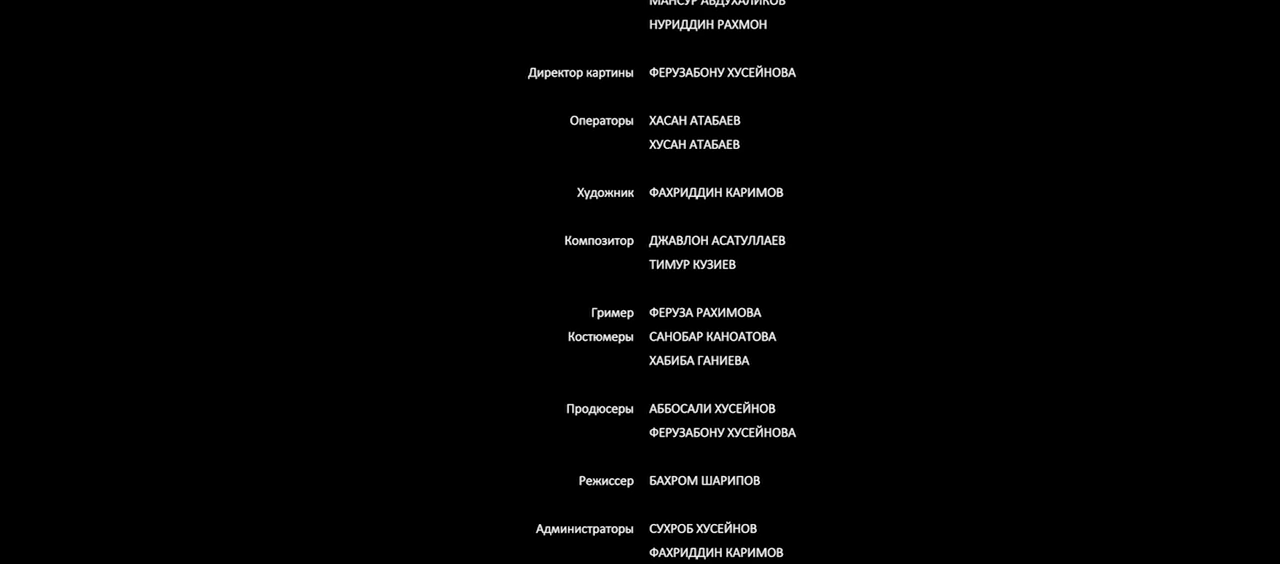 МАНСУР АБДУХАЛИКОВ
НУРИДДИН РАХМОН
Директор картины ФЕРУЗАБОНУ ХУСЕЙНОВА
Операторы ХАСАН АТАБАЕВ
ХУСАН АТАБАЕВ
Художник ФАХРИДДИН КАРИМОВ
Композитор ДЖАВЛОН АСАТУЛЛАЕВ
ТИМУР КУЗИЕВ
Гример ФЕРУЗА РАХИМОВА
Костюмеры САНОБАР КАНОАТОВА
ХАБИБА ГАНИЕВА
Продюсеры АББОСАЛИ ХУСЕЙНОВ
ФЕРУЗАБОНУ ХУСЕЙНОВА
Режиссер БАХРОМ ШАРИПОВ
Администраторы СУХРОБ ХУСЕЙНОВ
ФАХРИДДИН КАРИМОВ